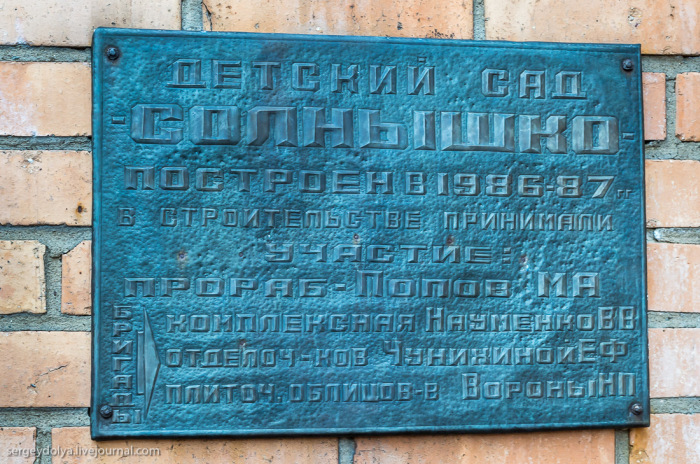 ДЕТСКИЙ САД
-СОЛНЫШКО-
ПОСТРОЕН В 1986-87гг
В СТРОИТЕЛЬСТВЕ ПРИНИМАЛИ
УЧАСТИЕ:
ПРОРАБ-ПОПОВ МА
БРИГАДЫ
КОМПЛЕКСНАЯ НАУМЕНКО ВВ
ОТДЕЛОЧ-КОВ ЧУНИХИНОЙ ЕФ
ПЛИТОЧ. ОБЛИЦОВ-В ВОРОНЫ НП
sergeydolya.livejournal.com